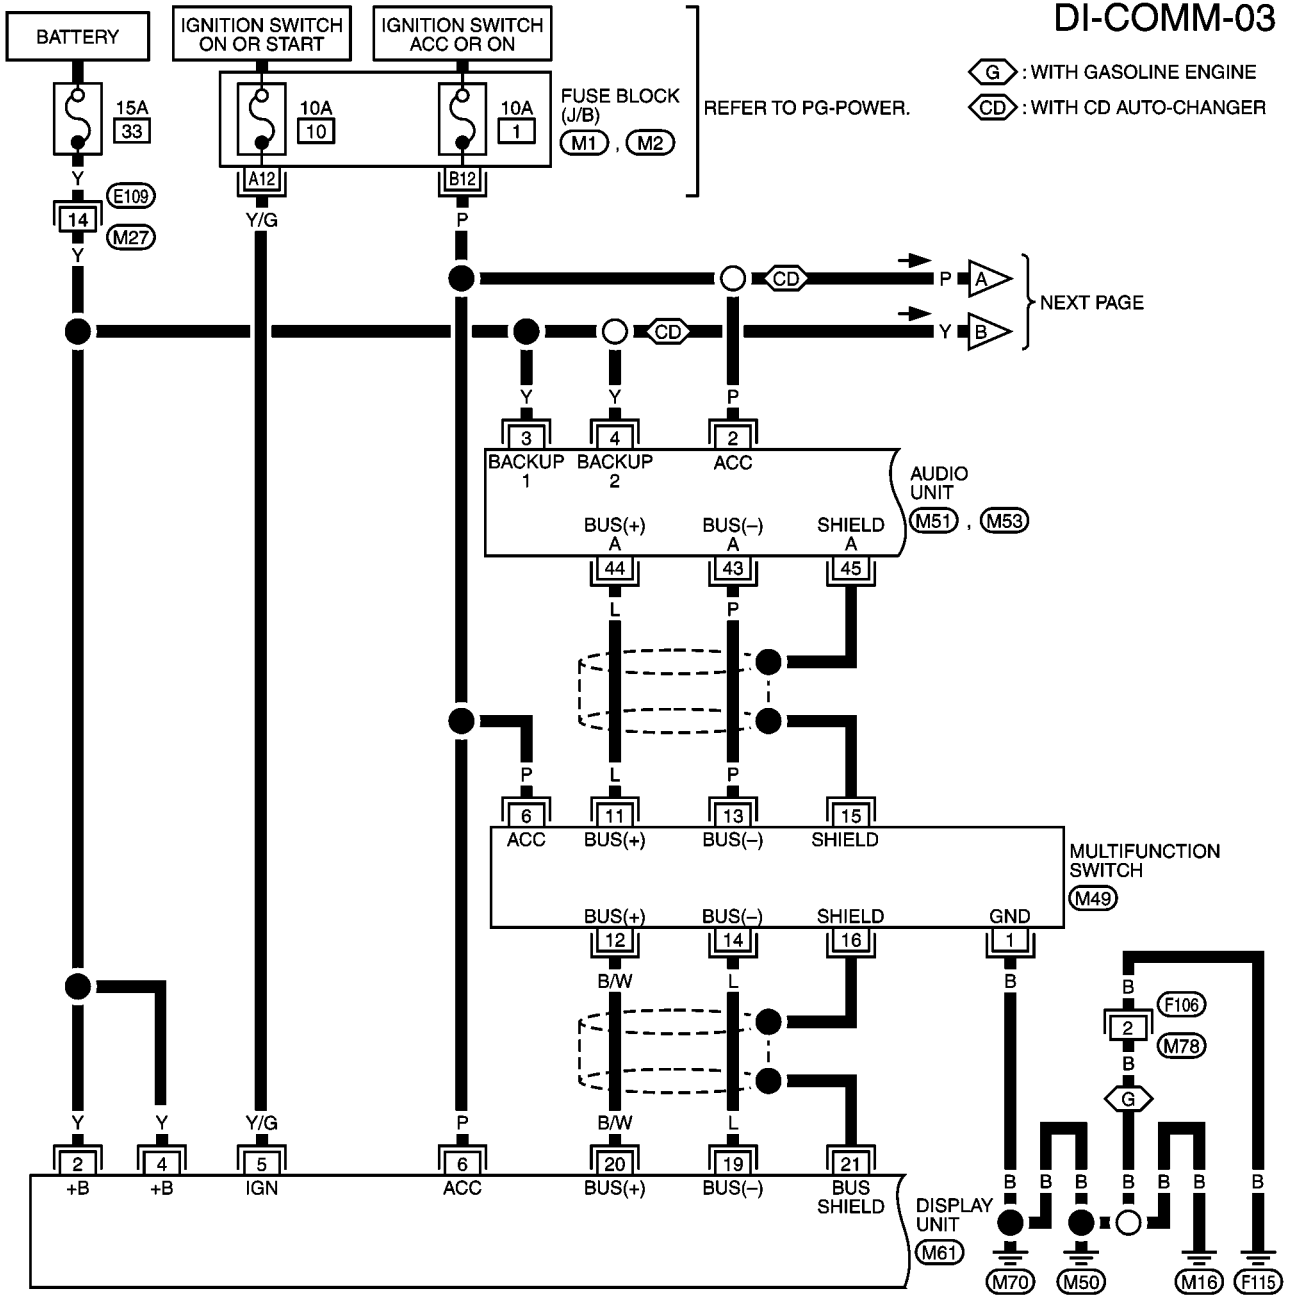 DI-COMM-03
BATTERY
IGNITION SWITCH
ON OR START
IGNITION SWITCH
ACC OR ON
G : WITH GASOLINE ENGINE
CD : WITH CD AUTO-CHANGER
15A
33
10A
10
10A
1
FUSE BLOCK
(J/B)
M1 , M2
REFER TO PG-POWER.
Y
E109
14
M27
Y
A12
Y/G
B12
P
CD
P
A
CD
Y
B
NEXT PAGE
Y
Y
P
3
4
2
BACKUP
1
BACKUP
2
ACC
AUDIO
UNIT
M51 , M53
BUS(+)
A
BUS(–)
A
SHIELD
A
44
43
45
L
P
P
L
P
6
11
13
15
ACC
BUS(+)
BUS(–)
SHIELD
MULTIFUNCTION
SWITCH
M49
BUS(+)
BUS(–)
SHIELD
GND
12
14
16
1
B/W
L
B
B
F106
2
M78
B
G
Y
Y
Y/G
P
B/W
L
2
4
5
6
20
19
21
+B
+B
IGN
ACC
BUS(+)
BUS(–)
BUS
SHIELD
DISPLAY
UNIT
M61
B
B
B
B
B
B
B
M70
M50
M16
F115